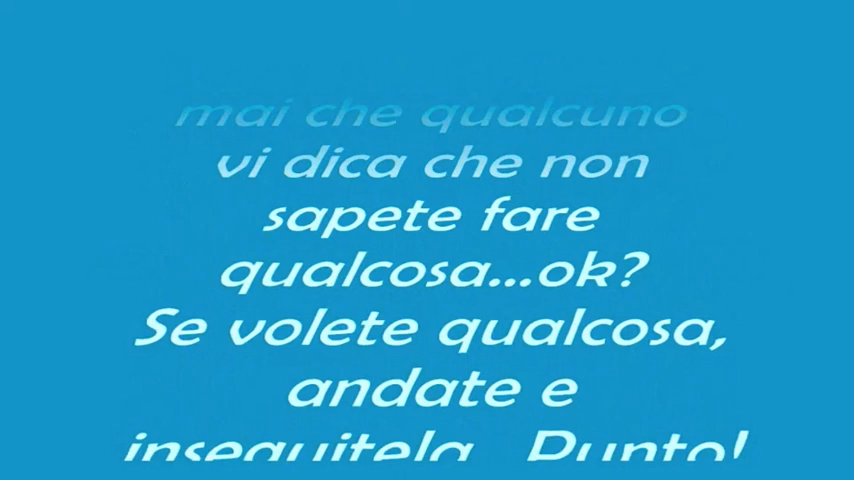 mai che qualcuno
vi dica che non
sapete fare
qualcosa...ok?
Se volete qualcosa,
andate e
inseguitela. Punto!